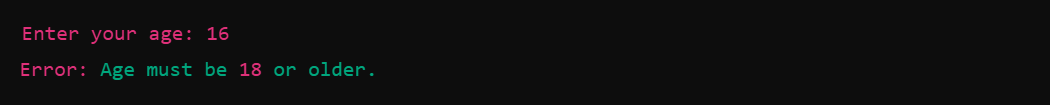 Enter your age: 16
Error: Age must be 18 or older.